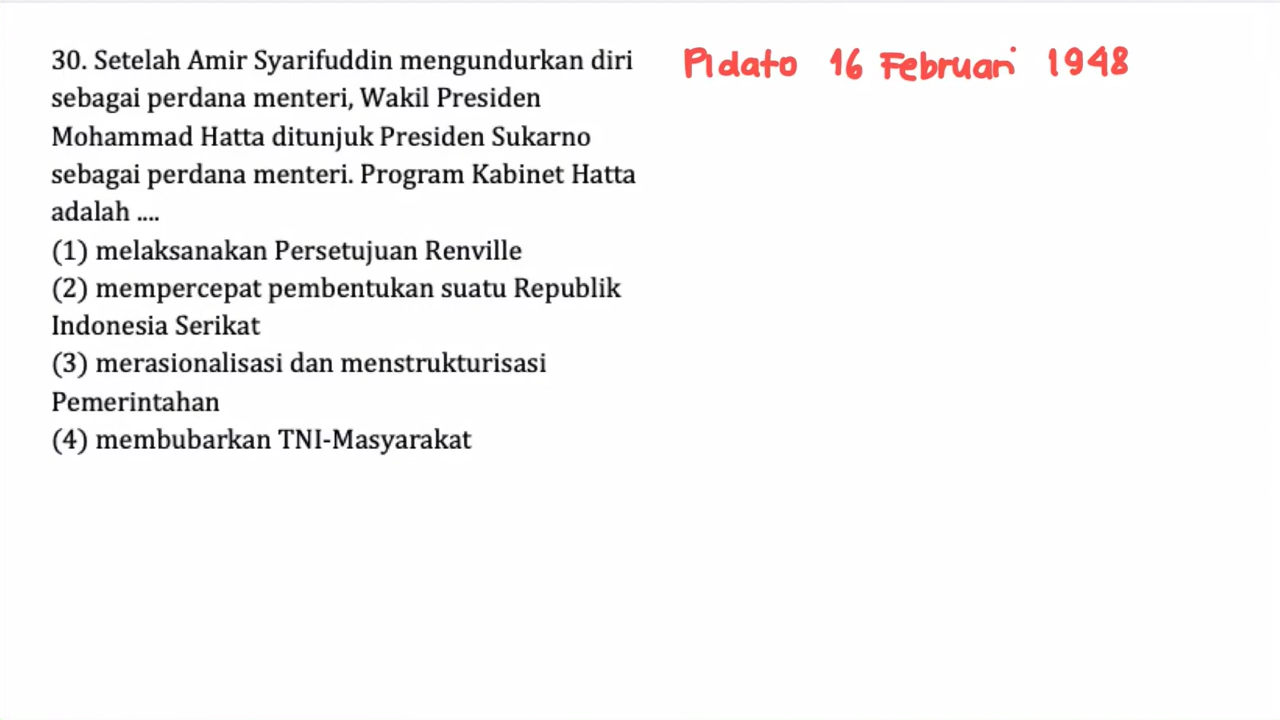 30. Setelah Amir Syarifuddin mengundurkan diri
sebagai perdana menteri, Wakil Presiden
Mohammad Hatta ditunjuk Presiden Sukarno
sebagai perdana menteri. Program Kabinet Hatta
adalah ....
(1) melaksanakan Persetujuan Renville
(2) mempercepat pembentukan suatu Republik
Indonesia Serikat
(3) merasionalisasi dan menstrukturisasi
Pemerintahan
(4) membubarkan TNI-Masyarakat
Pidato 16 Februari 1948